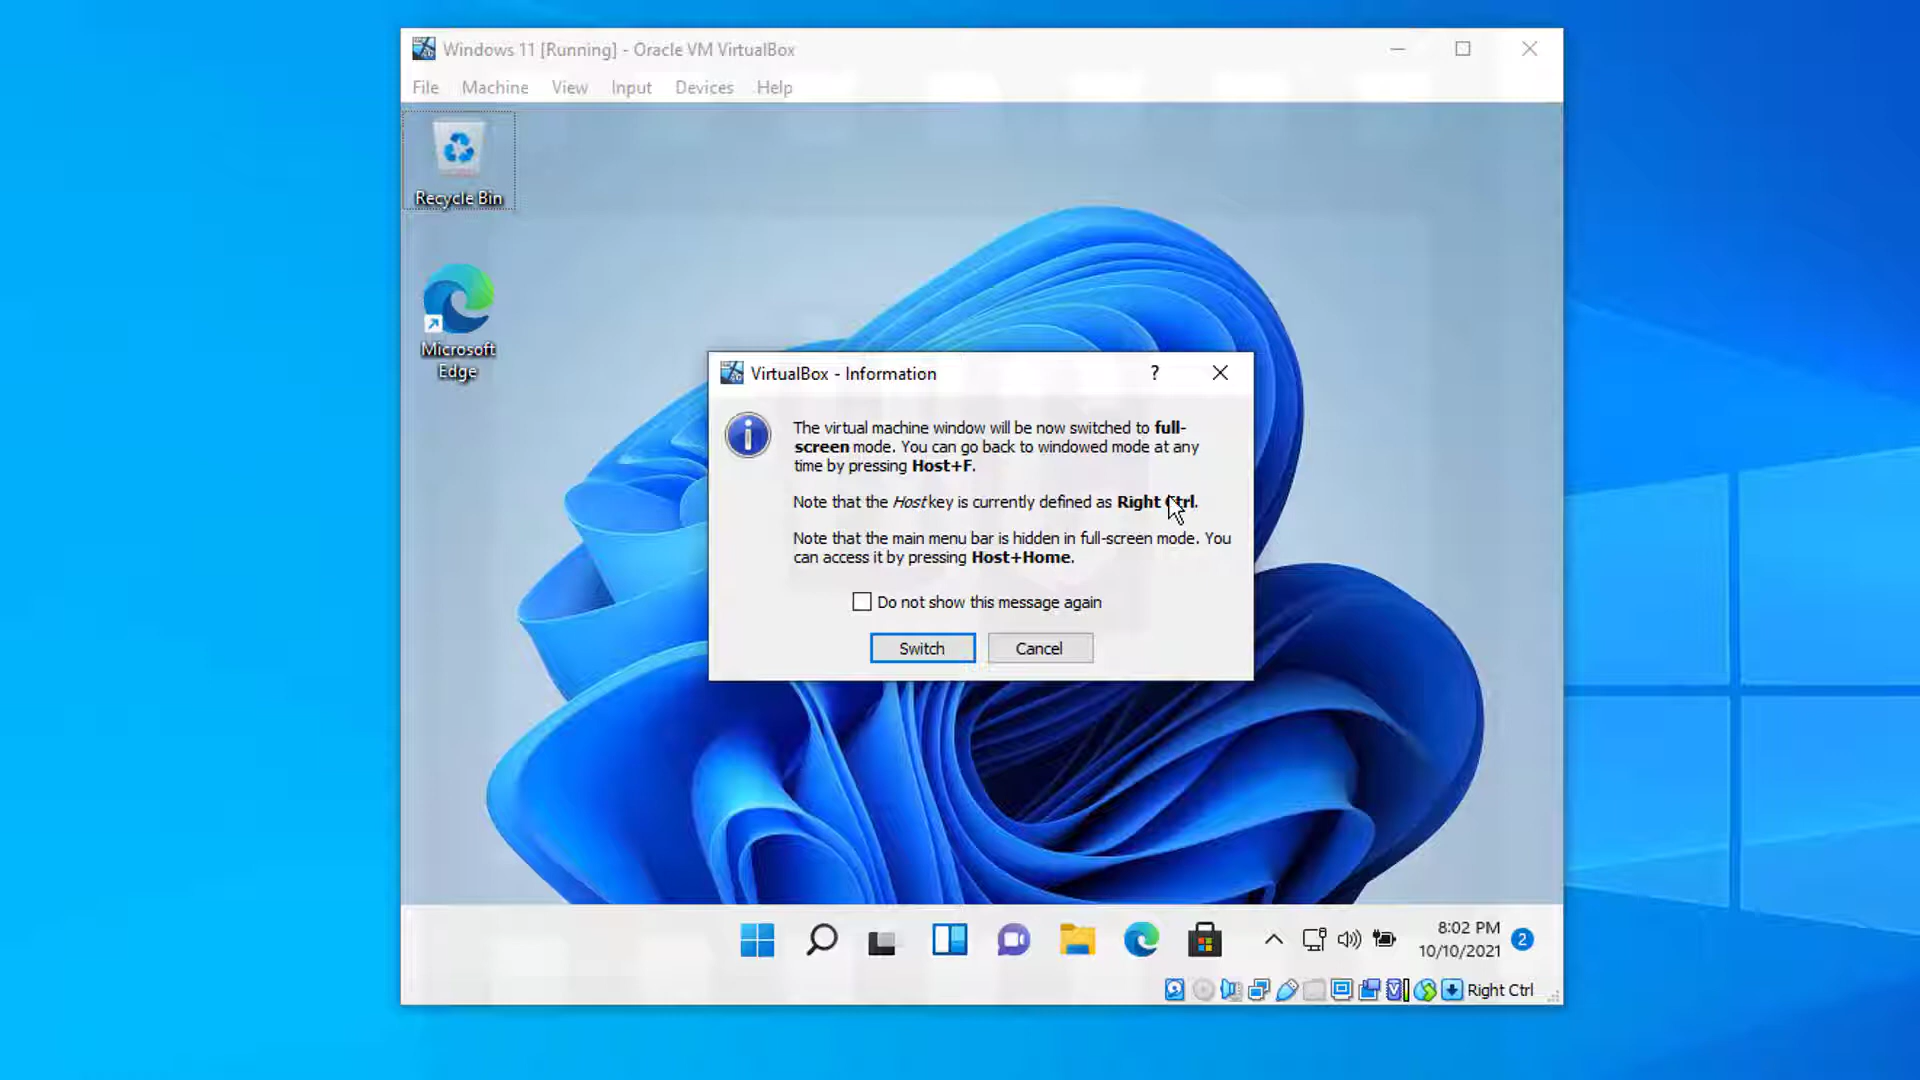 Windows 11 [Running] - Oracle VM VirtualBox
File Machine View Input Devices Help
Recycle Bin
Microsoft
Edge
VirtualBox - Information
?
The virtual machine window will be now switched to full-
screen mode. You can go back to windowed mode at any
time by pressing Host+F.
Note that the Host key is currently defined as Right Ctrl.
Note that the main menu bar is hidden in full-screen mode. You
can access it by pressing Host+Home.
Do not show this message again
Switch Cancel
8:02 PM
10/10/2021
2
Right Ctrl